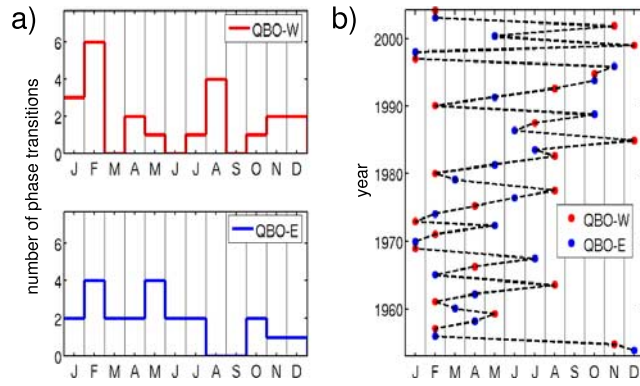 a)
number of phase transitions
6
4
2
0
QBO-W
J F M A M J J A S O N D
6
4
2
0
QBO-E
J F M A M J J A S O N D
b)
year
2000
1990
1980
1970
1960
QBO-W
QBO-E
J F M A M J J A S O N D